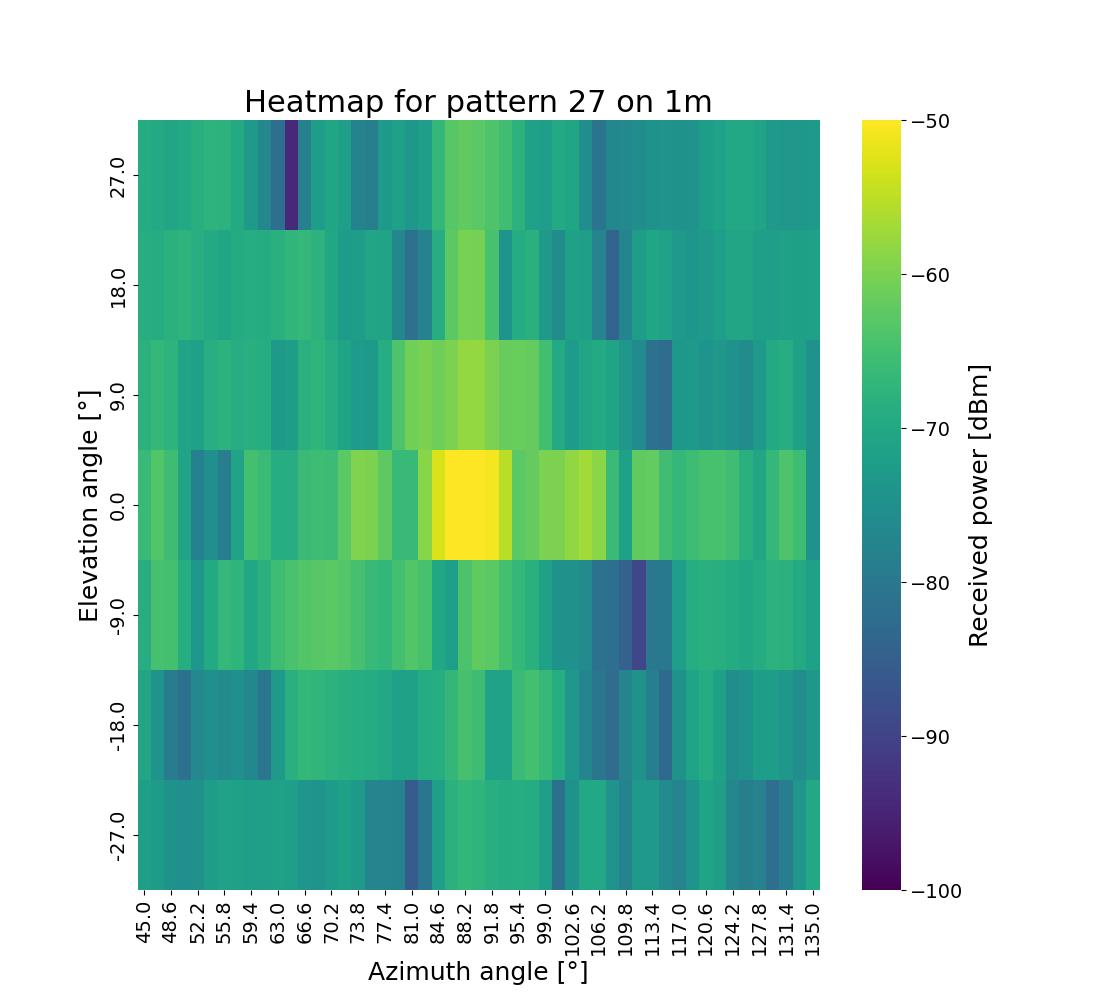 Heatmap for pattern 27 on 1m
Elevation angle [°]
27.0
18.0
9.0
0.0
-9.0
-18.0
-27.0
45.0 48.6 52.2 55.8 59.4 63.0 66.6 70.2 73.8 77.4 81.0 84.6 88.2 91.8 95.4 99.0 102.6 106.2 109.8 113.4 117.0 120.6 124.2 127.8 131.4 135.0
Azimuth angle [°]
−50
−60
−70
−80
−90
−100
Received power [dBm]